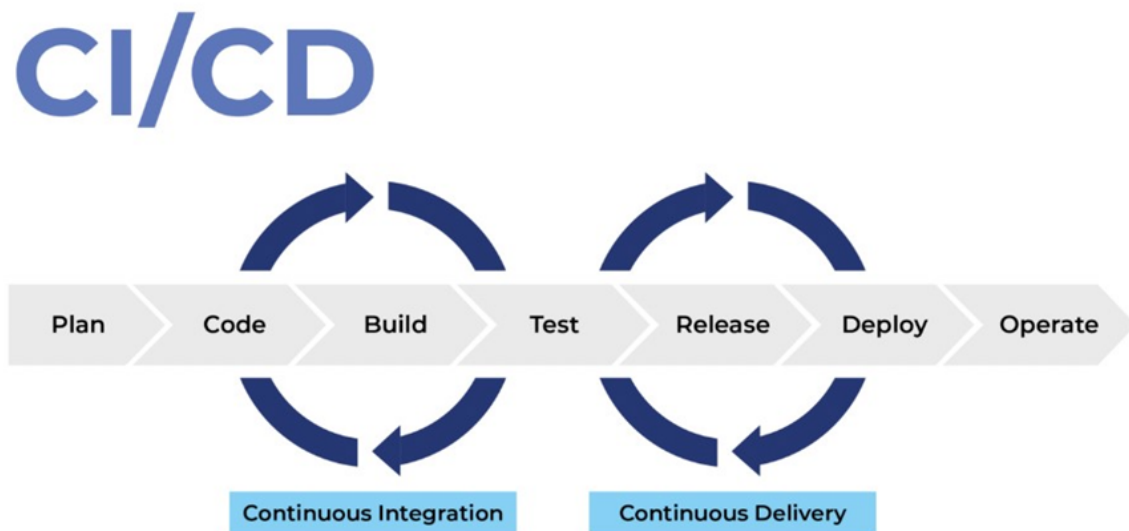 CI/CD
Plan Code Build Test Release Deploy Operate
Continuous Integration Continuous Delivery